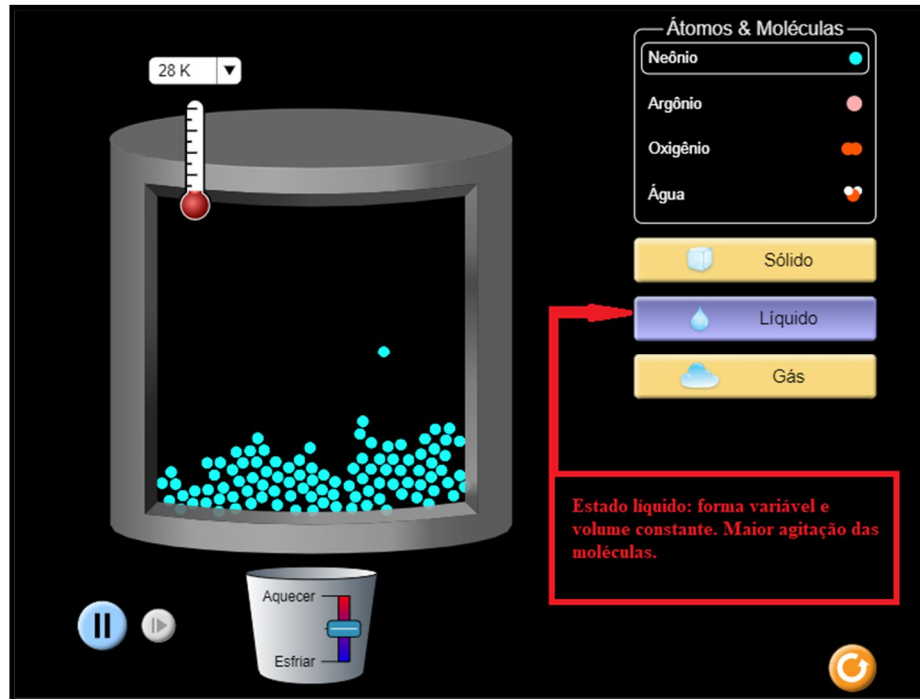 28 K
Átomos & Moléculas
Neônio
Argônio
Oxigênio
Água
Sólido
Líquido
Gás
Estado líquido: forma variável e
volume constante. Maior agitação das
moléculas.
Aquecer
Esfriar